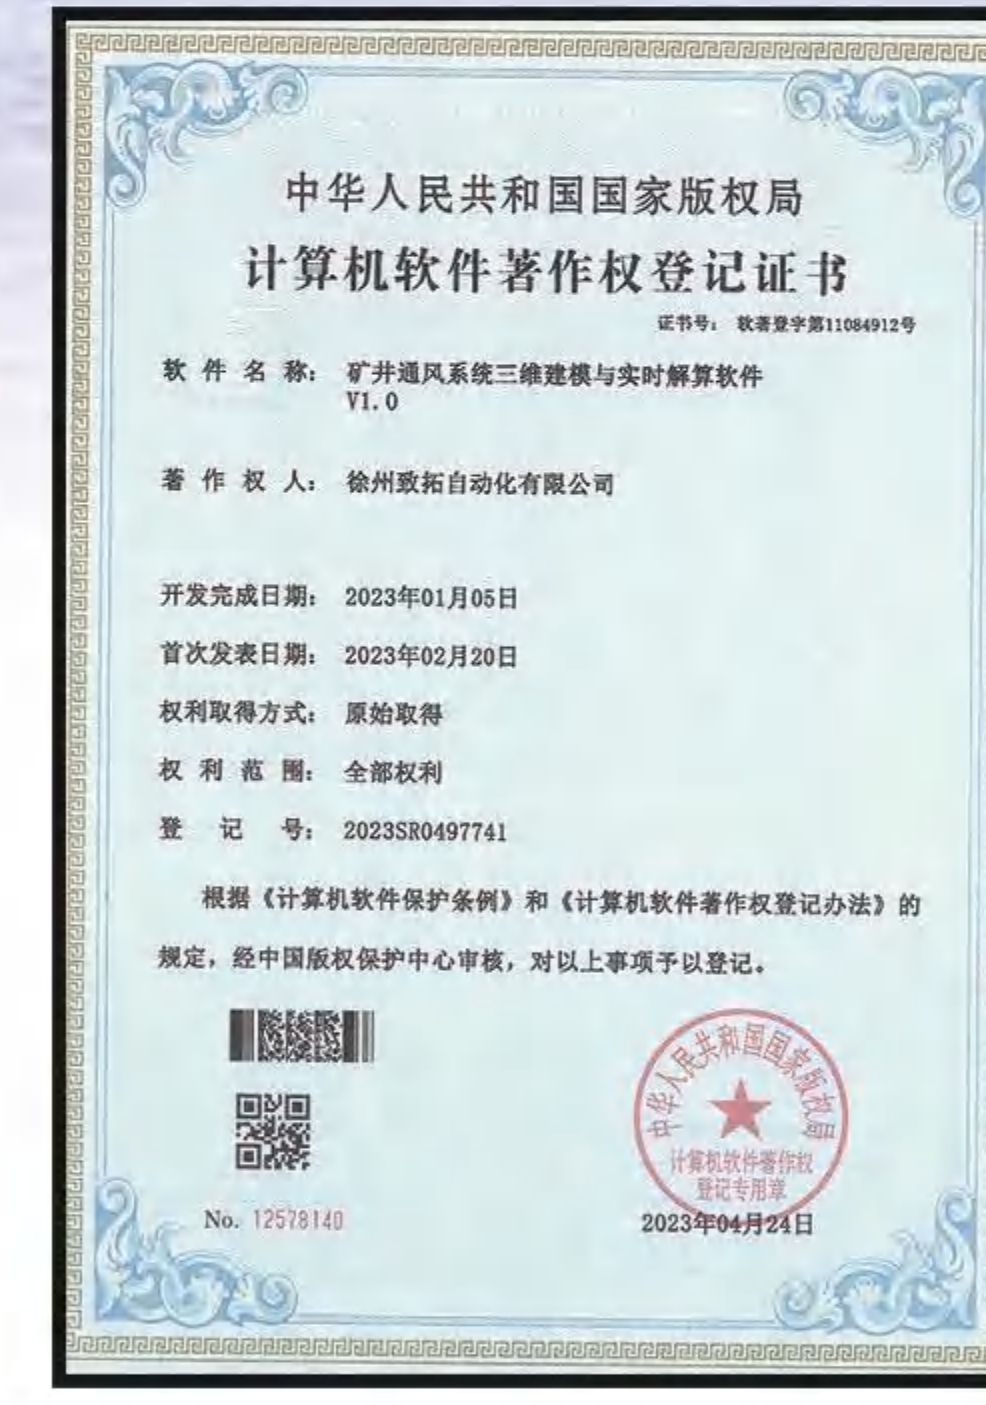 中华人民共和国国家版权局
计算机软件著作权登记证书
证书号： 软著登字第11084912号
软件名称： 矿井通风系统三维建模与实时解算软件
V1.0
著作权人： 徐州致拓自动化有限公司
开发完成日期： 2023年01月05日
首次发表日期： 2023年02月20日
权利取得方式： 原始取得
权利范围： 全部权利
登记号： 2023SR0497741
根据《计算机软件保护条例》和《计算机软件著作权登记办法》的
规定，经中国版权保护中心审核，对以上事项予以登记。
中华人民共和国国家版权局
计算机软件著作权
登记专用章
No. 12578140
2023年04月24日